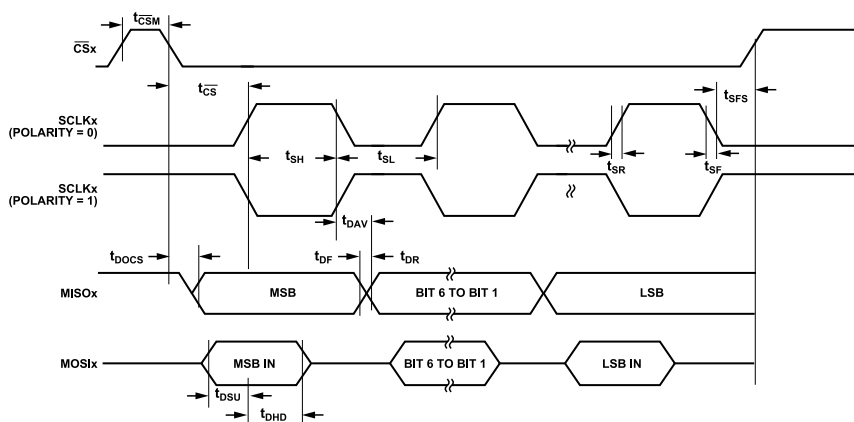 tCSM
CSx
tCS
tSFS
SCLKx
(POLARITY = 0)
tSH
tSL
tSR
tSF
SCLKx
(POLARITY = 1)
tDAV
tDOCS
tDF
tDR
MISOx
MSB
BIT 6 TO BIT 1
LSB
MOSIx
MSB IN
BIT 6 TO BIT 1
LSB IN
tDSU
tDHD